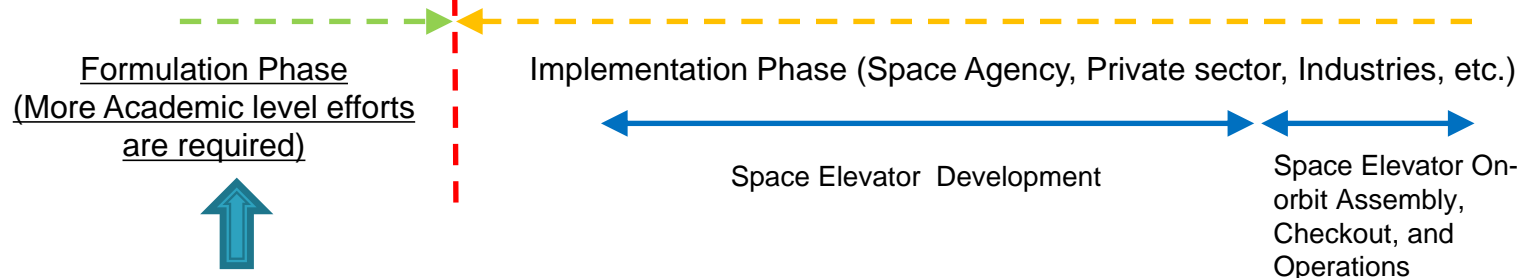 Formulation Phase
(More Academic level efforts
are required)
Implementation Phase (Space Agency, Private sector, Industries, etc.)
Space Elevator  Development
Space Elevator On-
orbit Assembly,
Checkout, and
Operations